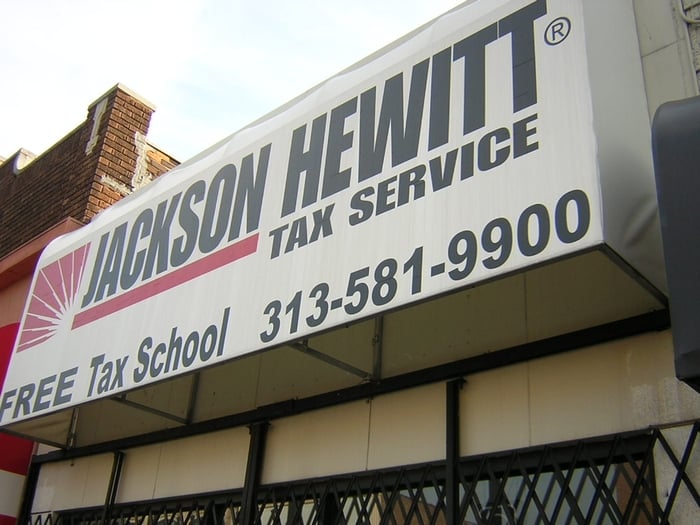 JACKSON HEWITT®
TAX SERVICE
FREE Tax School 313-581-9900